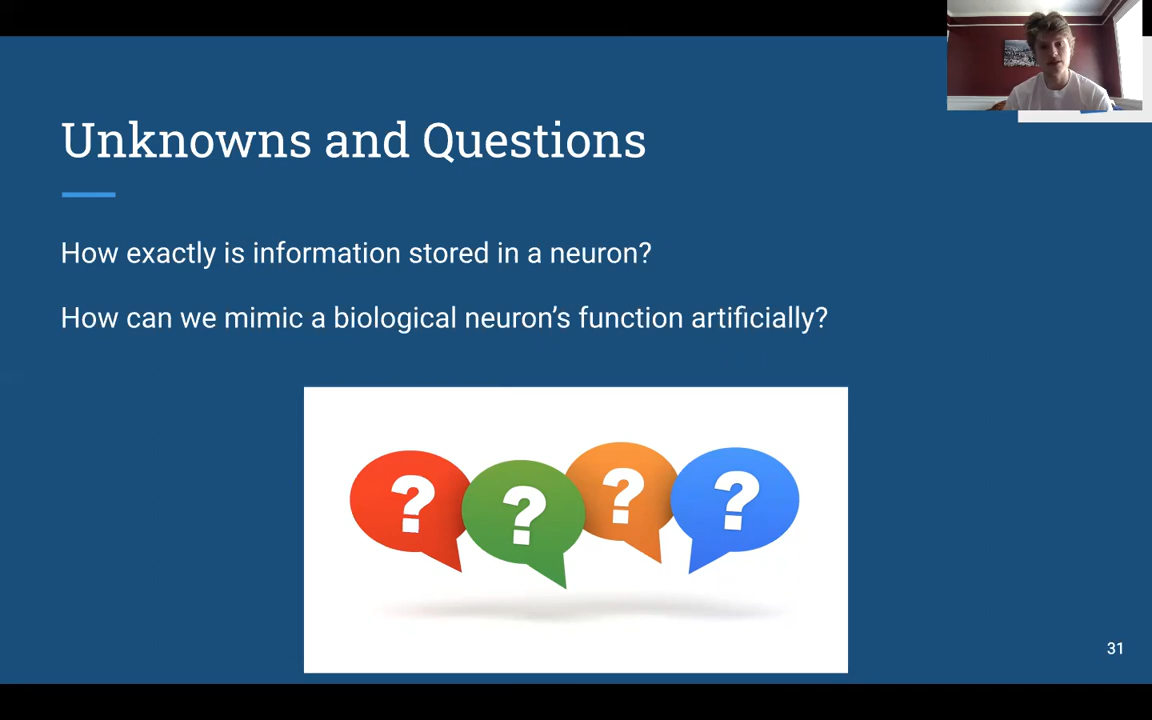 Unknowns and Questions
How exactly is information stored in a neuron?
How can we mimic a biological neuron’s function artificially?
? ? ? ?
31